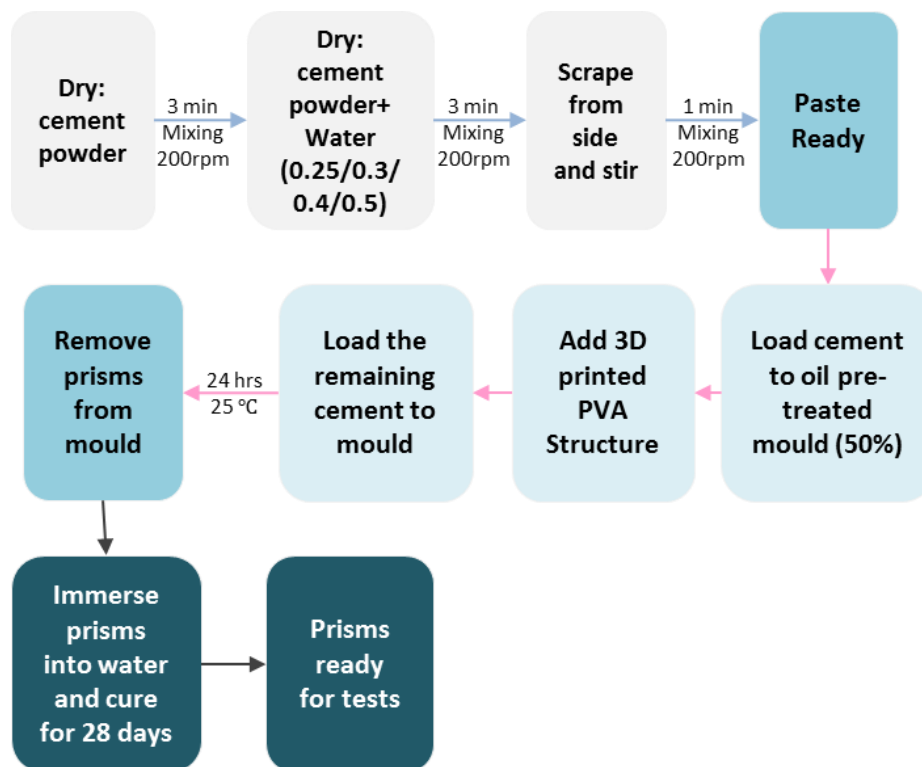 Dry:
cement
powder
3 min
Mixing
200rpm
Dry:
cement
powder+
Water
(0.25/0.3/
0.4/0.5)
3 min
Mixing
200rpm
Scrape
from
side
and stir
1 min
Mixing
200rpm
Paste
Ready
Load cement
to oil pre-
treated
mould (50%)
Add 3D
printed
PVA
Structure
Load the
remaining
cement to
mould
24 hrs
25 °C
Remove
prisms
from
mould
Immerse
prisms
into water
and cure
for 28 days
Prisms
ready
for tests